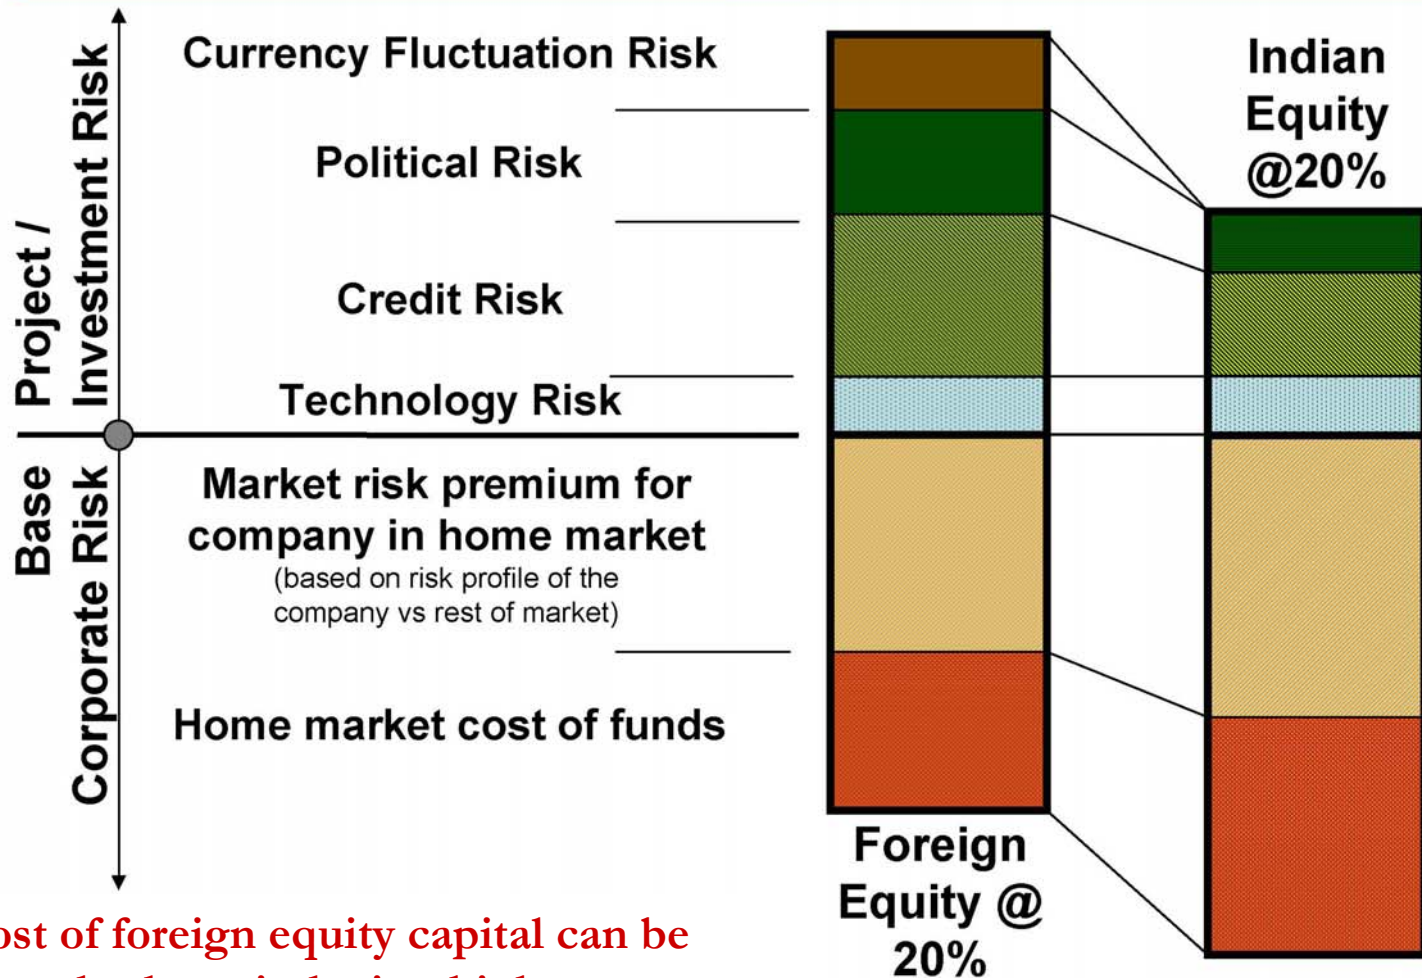 Project /
Investment Risk
Currency Fluctuation Risk
Political Risk
Credit Risk
Technology Risk
Base
Corporate Risk
Market risk premium for
company in home market
(based on risk profile of the
company vs rest of market)
Home market cost of funds
Foreign
Equity @
20%
Indian
Equity
@20%
ost of foreign equity capital can be